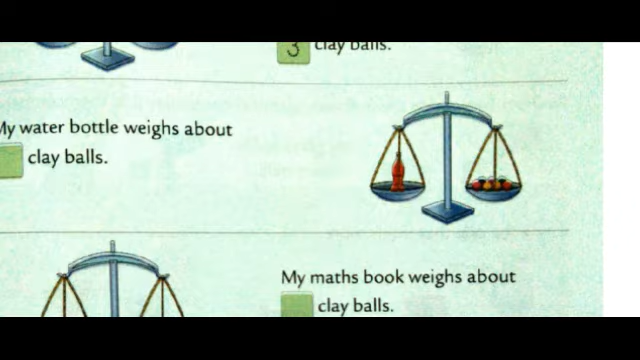 3 clay balls.
My water bottle weighs about
clay balls.
My maths book weighs about
clay balls.